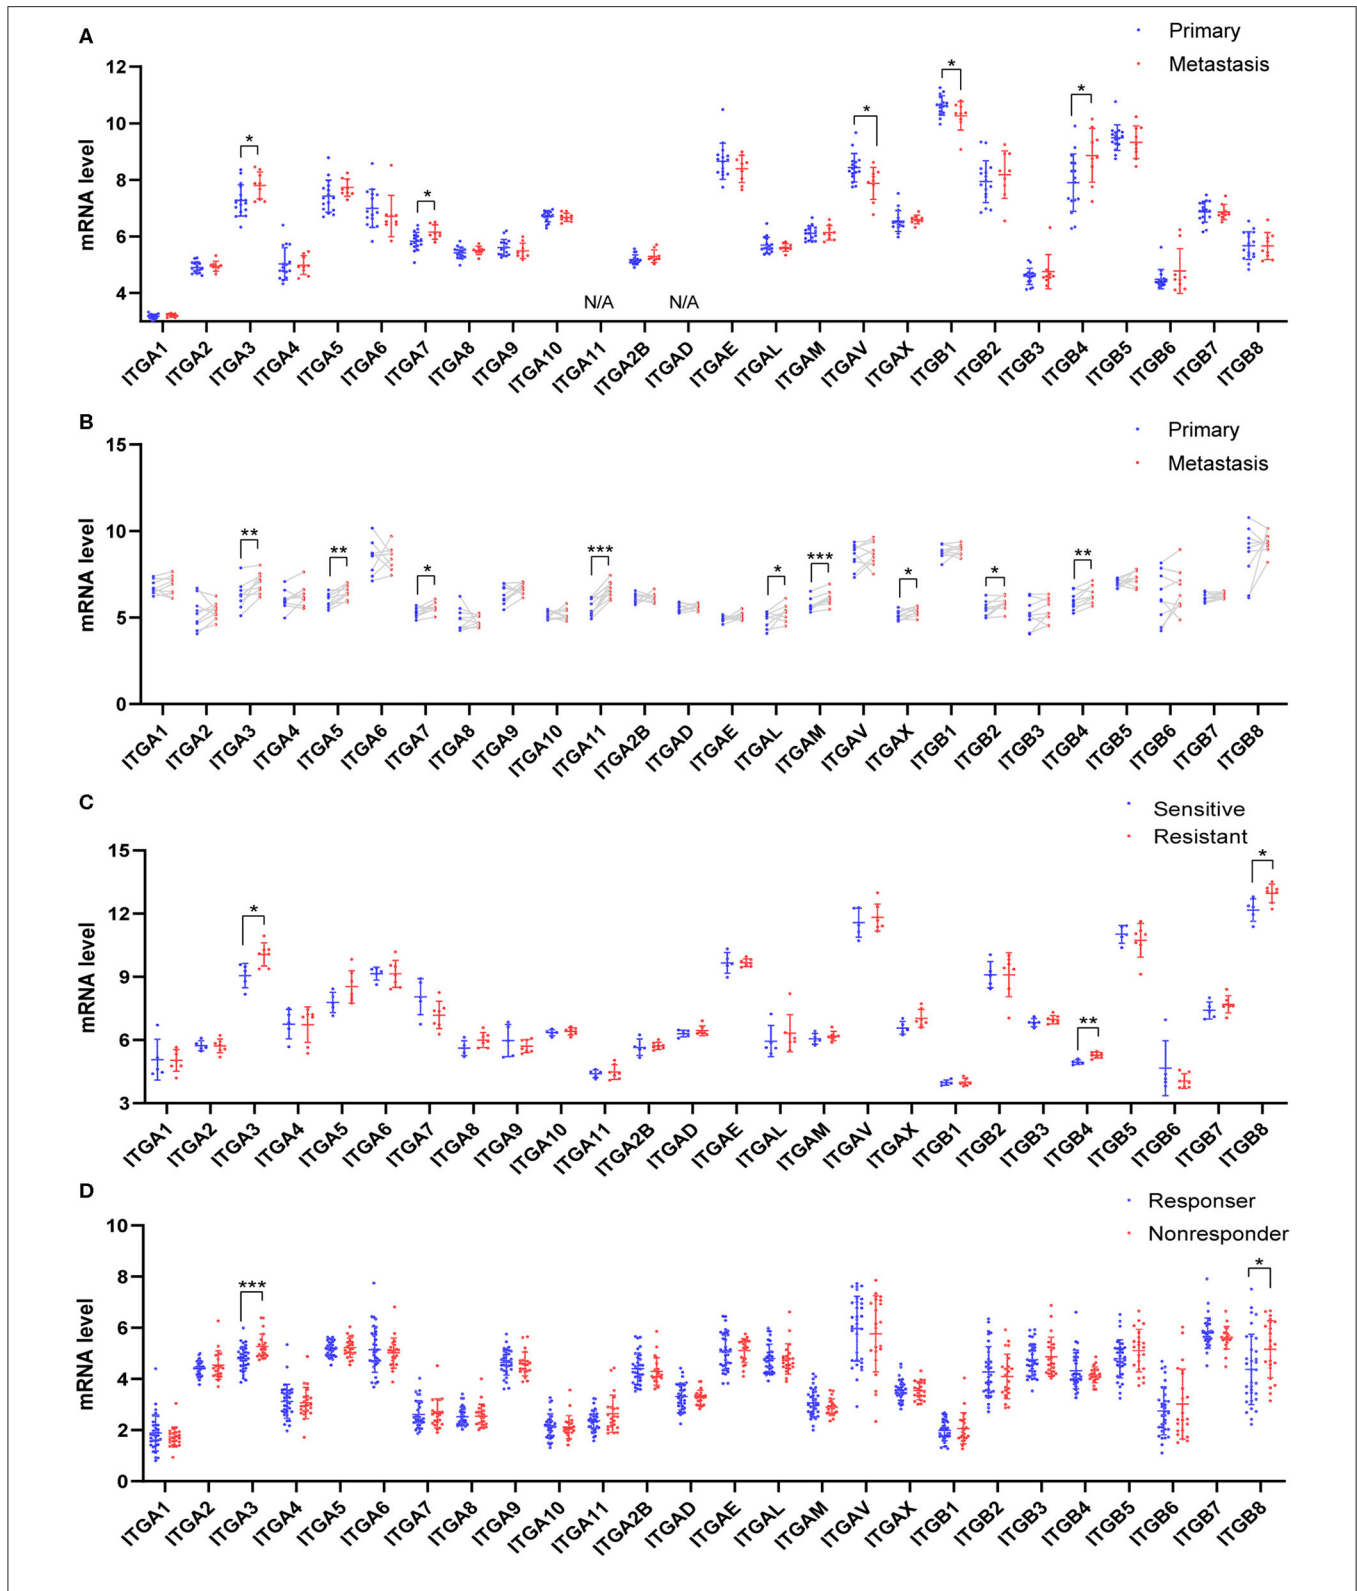 A
Primary
Metastasis
mRNA level
12
10
8
6
4
* * * * *
N/A N/A
ITGA1 ITGA2 ITGA3 ITGA4 ITGA5 ITGA6 ITGA7 ITGA8 ITGA9 ITGA10 ITGA11 ITGA2B ITGAD ITGAE ITGAL ITGAM ITGAV ITGAX ITGB1 ITGB2 ITGB3 ITGB4 ITGB5 ITGB6 ITGB7 ITGB8
B
Primary
Metastasis
mRNA level
15
10
5
0
** ** * *** * *** * * **
ITGA1 ITGA2 ITGA3 ITGA4 ITGA5 ITGA6 ITGA7 ITGA8 ITGA9 ITGA10 ITGA11 ITGA2B ITGAD ITGAE ITGAL ITGAM ITGAV ITGAX ITGB1 ITGB2 ITGB3 ITGB4 ITGB5 ITGB6 ITGB7 ITGB8
C
Sensitive
Resistant
mRNA level
15
12
9
6
3
* ** *
ITGA1 ITGA2 ITGA3 ITGA4 ITGA5 ITGA6 ITGA7 ITGA8 ITGA9 ITGA10 ITGA11 ITGA2B ITGAD ITGAE ITGAL ITGAM ITGAV ITGAX ITGB1 ITGB2 ITGB3 ITGB4 ITGB5 ITGB6 ITGB7 ITGB8
D
Responser
Nonresponder
mRNA level
10
8
6
4
2
0
*** *
ITGA1 ITGA2 ITGA3 ITGA4 ITGA5 ITGA6 ITGA7 ITGA8 ITGA9 ITGA10 ITGA11 ITGA2B ITGAD ITGAE ITGAL ITGAM ITGAV ITGAX ITGB1 ITGB2 ITGB3 ITGB4 ITGB5 ITGB6 ITGB7 ITGB8